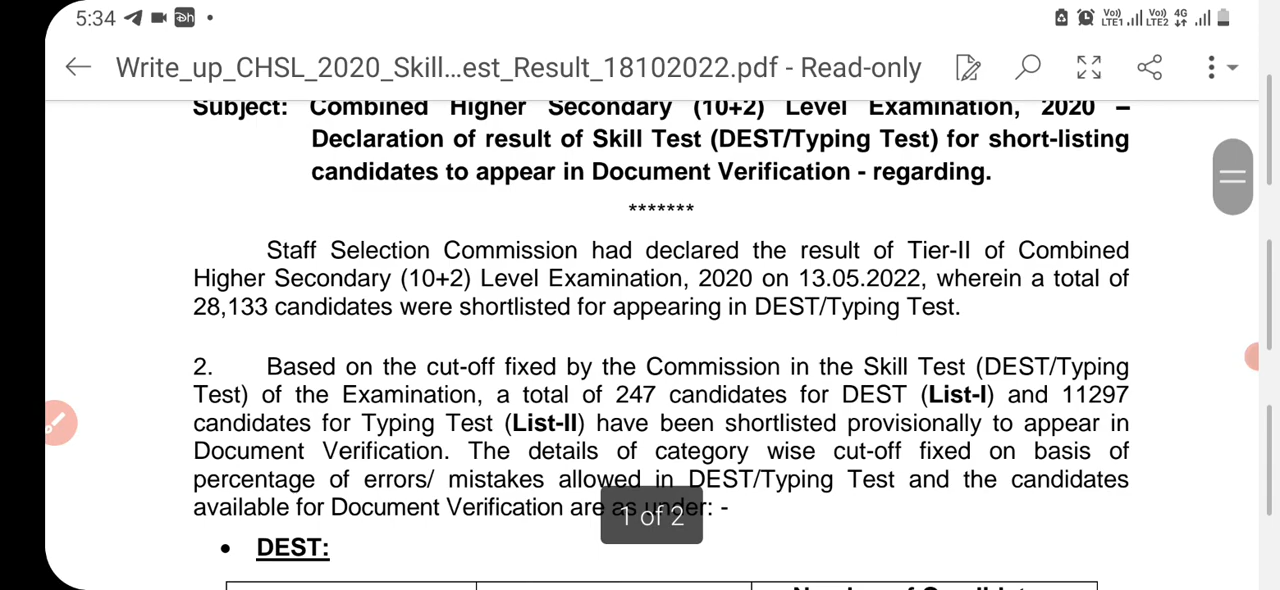 5:34
Vo)) LTE1 Vo)) LTE2 4G
Write_up_CHSL_2020_Skill...est_Result_18102022.pdf - Read-only
Subject: Combined Higher Secondary (10+2) Level Examination, 2020 –
Declaration of result of Skill Test (DEST/Typing Test) for short-listing
candidates to appear in Document Verification - regarding.
*******
Staff Selection Commission had declared the result of Tier-II of Combined
Higher Secondary (10+2) Level Examination, 2020 on 13.05.2022, wherein a total of
28,133 candidates were shortlisted for appearing in DEST/Typing Test.
2. Based on the cut-off fixed by the Commission in the Skill Test (DEST/Typing
Test) of the Examination, a total of 247 candidates for DEST (List-I) and 11297
candidates for Typing Test (List-II) have been shortlisted provisionally to appear in
Document Verification. The details of category wise cut-off fixed on basis of
percentage of errors/ mistakes allowed in DEST/Typing Test and the candidates
available for Document Verification are as under: -
1 of 2
• DEST: